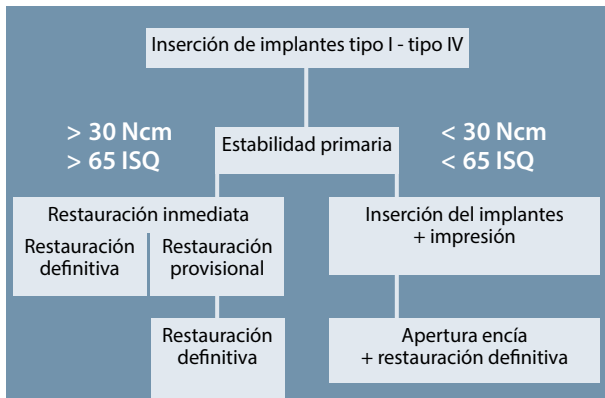 Inserción de implantes tipo I - tipo IV
> 30 Ncm
> 65 ISQ
Estabilidad primaria
< 30 Ncm
< 65 ISQ
Restauración inmediata
Restauración
definitiva
Restauración
provisional
Restauración
definitiva
Inserción del implantes
+ impresión
Apertura encía
+ restauración definitiva